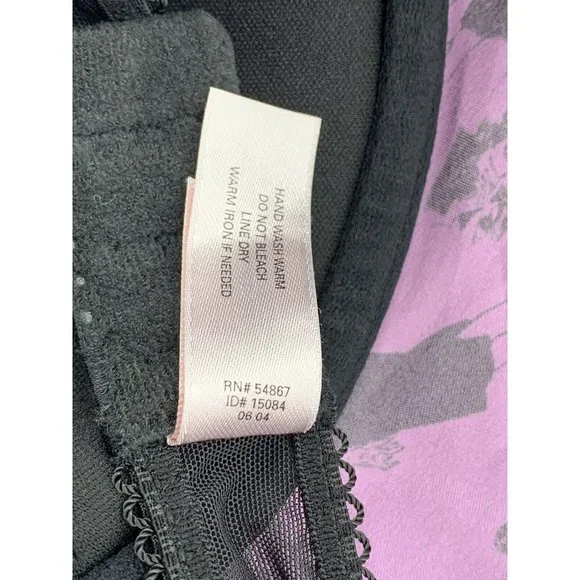 HAND WASH WARM
DO NOT BLEACH
LINE DRY
WARM IRON IF NEEDED
RN# 54867
ID# 15084
06 04